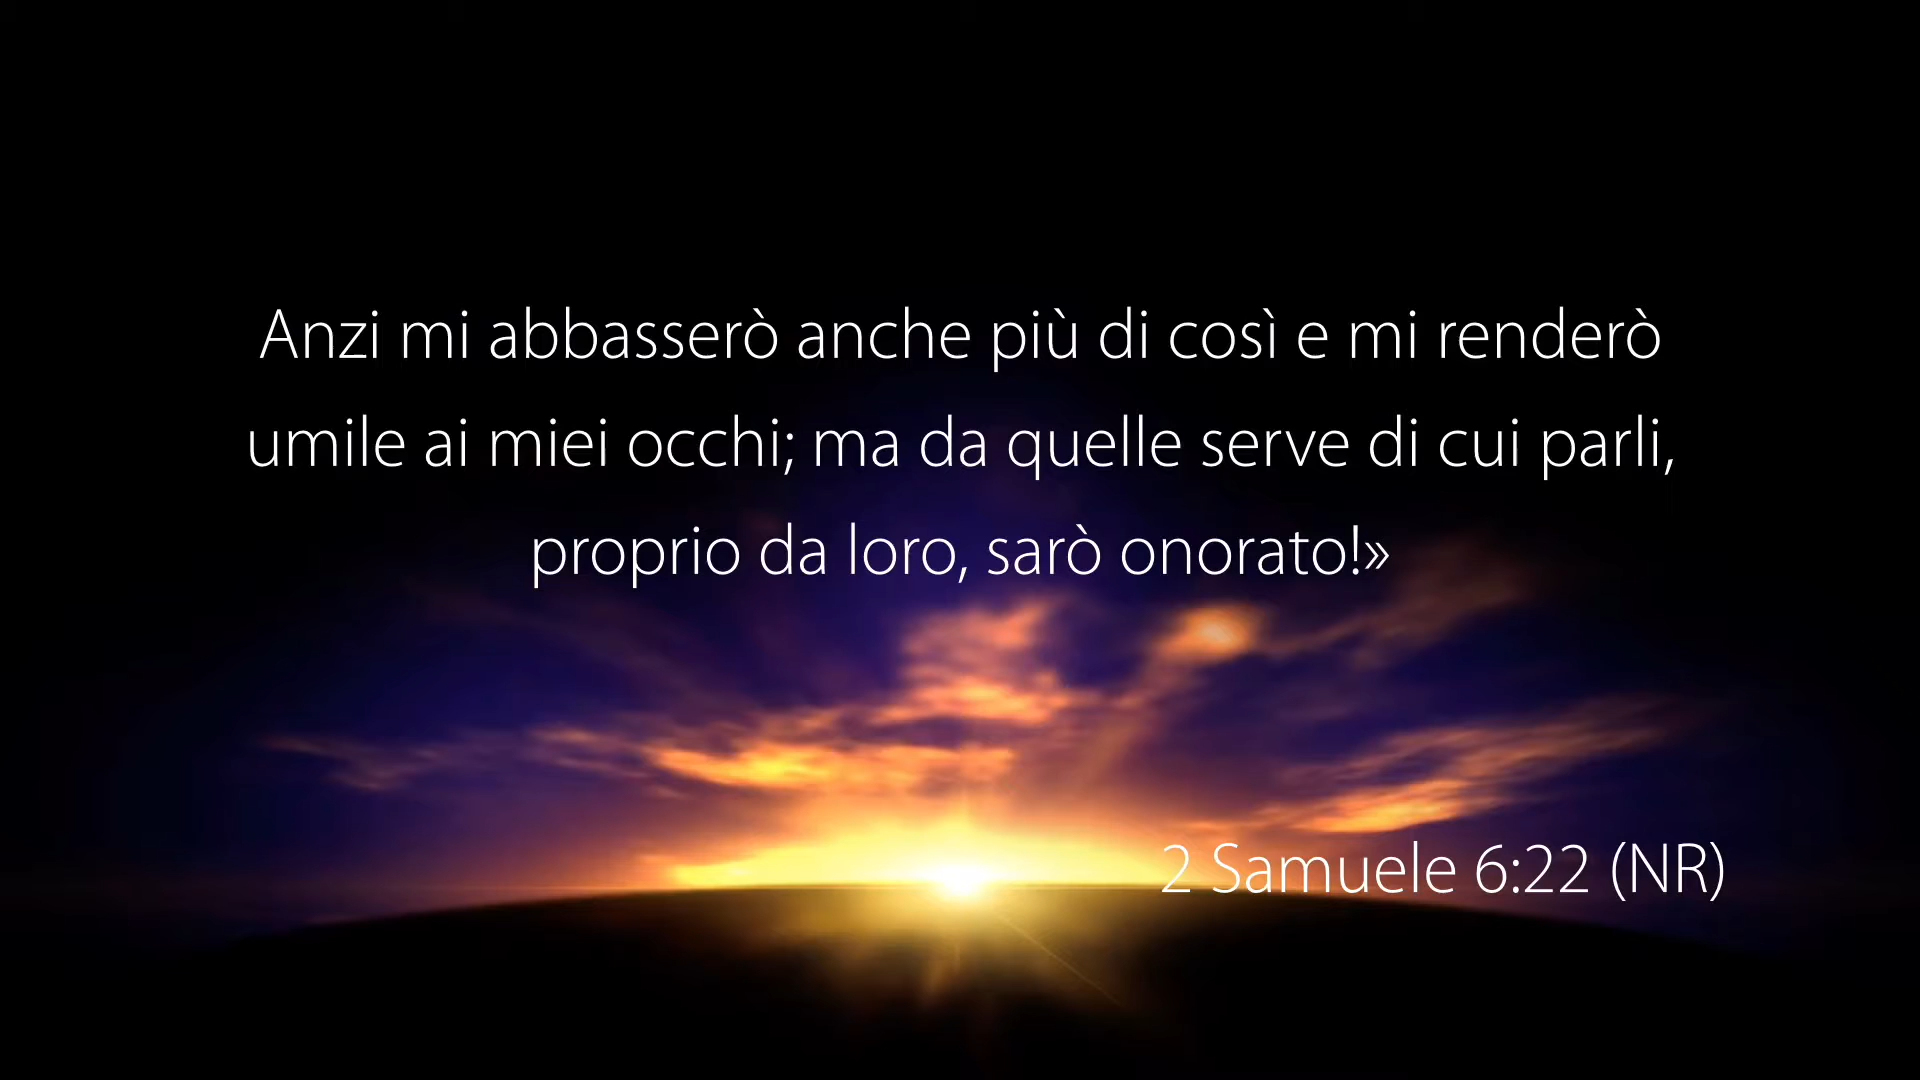 Anzi mi abbasserò anche più di così e mi renderò
umile ai miei occhi; ma da quelle serve di cui parli,
proprio da loro, sarò onorato!»
2 Samuele 6:22 (NR)